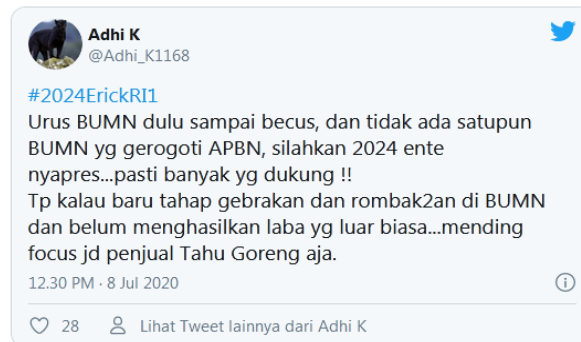 Adhi K
@Adhi_K1168
#2024ErickRI1
Urus BUMN dulu sampai becus, dan tidak ada satupun
BUMN yg gerogoti APBN, silahkan 2024 ente
nyapres...pasti banyak yg dukung !!
Tp kalau baru tahap gebrakan dan rombak2an di BUMN
dan belum menghasilkan laba yg luar biasa...mending
focus jd penjual Tahu Goreng aja.
12.30 PM · 8 Jul 2020
28 Lihat Tweet lainnya dari Adhi K